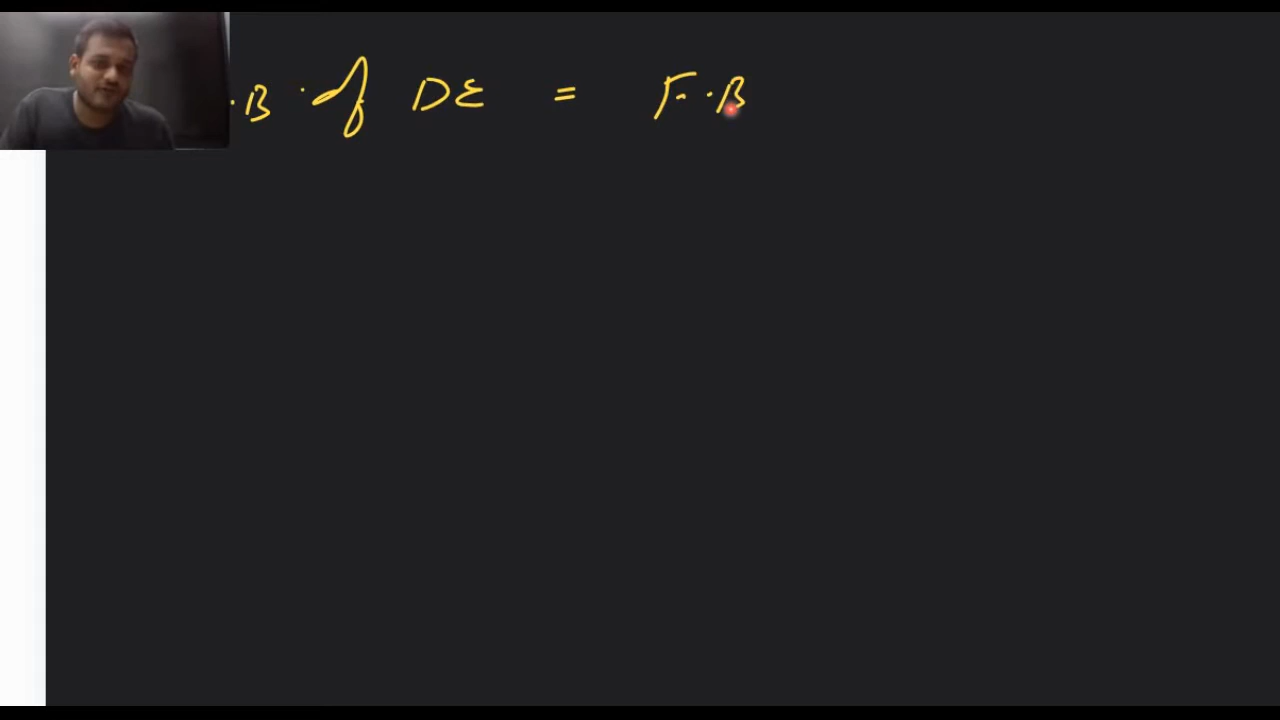 .B. of DE = F.B